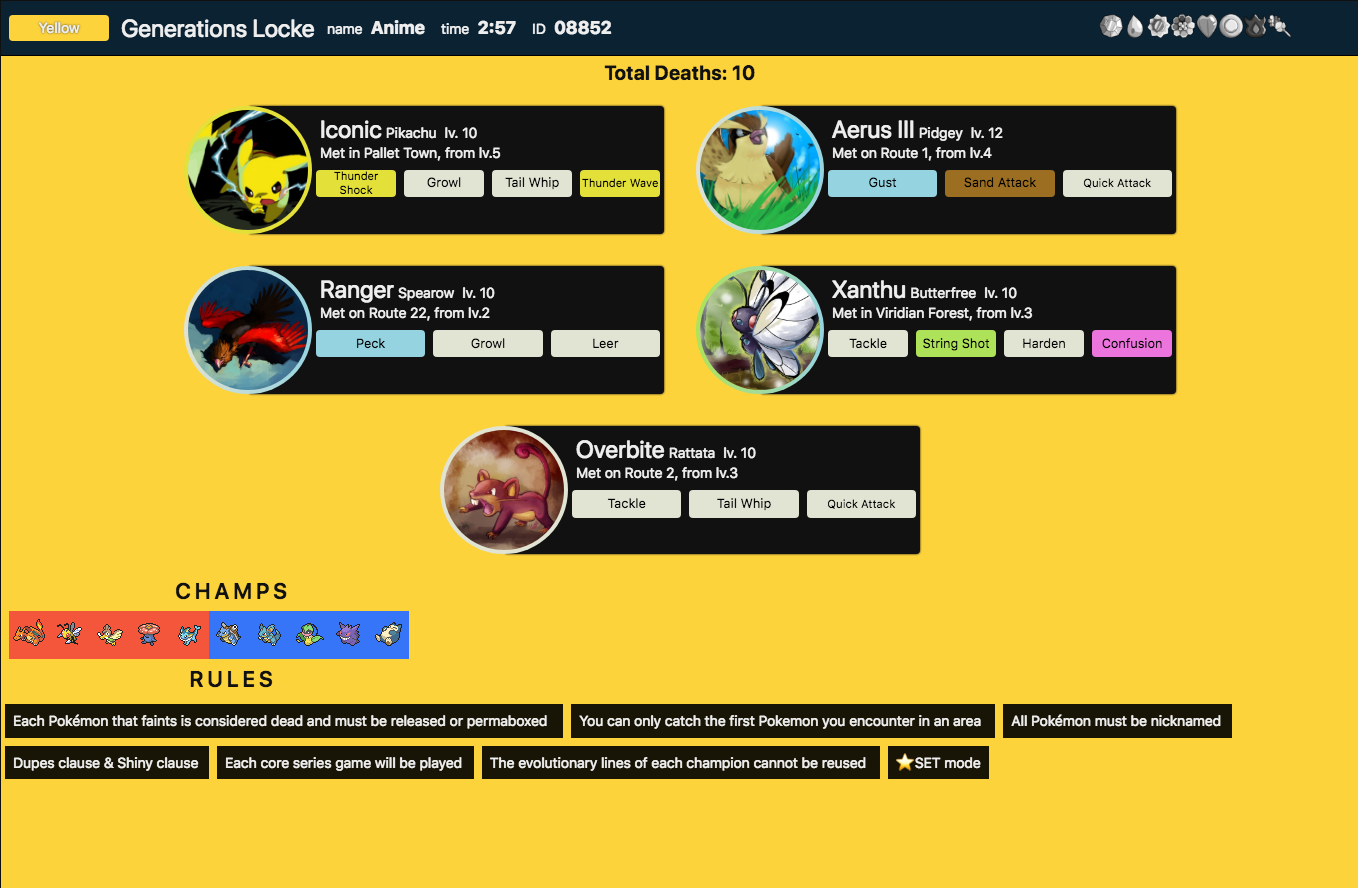 Yellow Generations Locke name Anime time 2:57 ID 08852
Total Deaths: 10
Iconic Pikachu lv. 10
Met in Pallet Town, from lv.5
Thunder Shock Growl Tail Whip Thunder Wave
Aerus III Pidgey lv. 12
Met on Route 1, from lv.4
Gust Sand Attack Quick Attack
Ranger Spearow lv. 10
Met on Route 22, from lv.2
Peck Growl Leer
Xanthu Butterfree lv. 10
Met in Viridian Forest, from lv.3
Tackle String Shot Harden Confusion
Overbite Rattata lv. 10
Met on Route 2, from lv.3
Tackle Tail Whip Quick Attack
CHAMPS
RULES
Each Pokémon that faints is considered dead and must be released or permaboxed You can only catch the first Pokemon you encounter in an area All Pokémon must be nicknamed
Dupes clause & Shiny clause Each core series game will be played The evolutionary lines of each champion cannot be reused ⭐SET mode